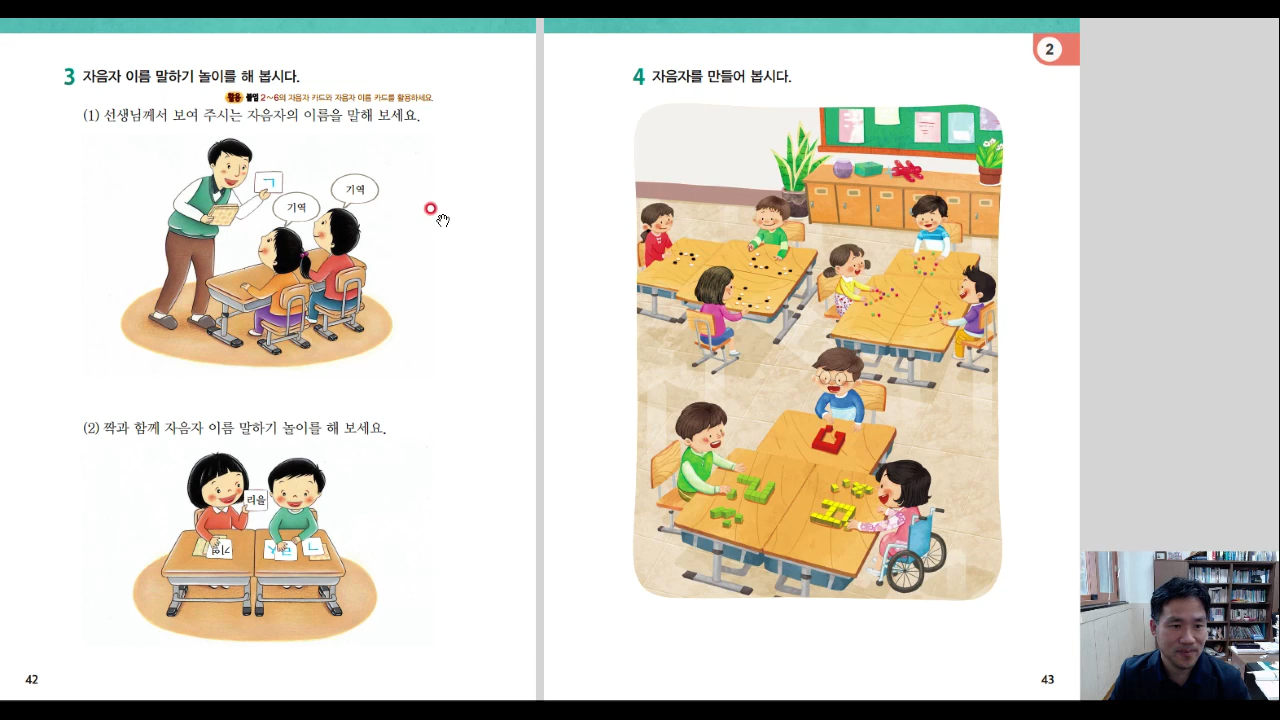 3 자음자 이름 말하기 놀이를 해 봅시다.
활용 붙임 2~6의 자음자 카드와 자음자 이름 카드를 활용하세요.
(1) 선생님께서 보여 주시는 자음자의 이름을 말해 보세요.
ㄱ
기역
기역
(2) 짝과 함께 자음자 이름 말하기 놀이를 해 보세요.
리을
기역
ㄱ
42
2
4 자음자를 만들어 봅시다.
43